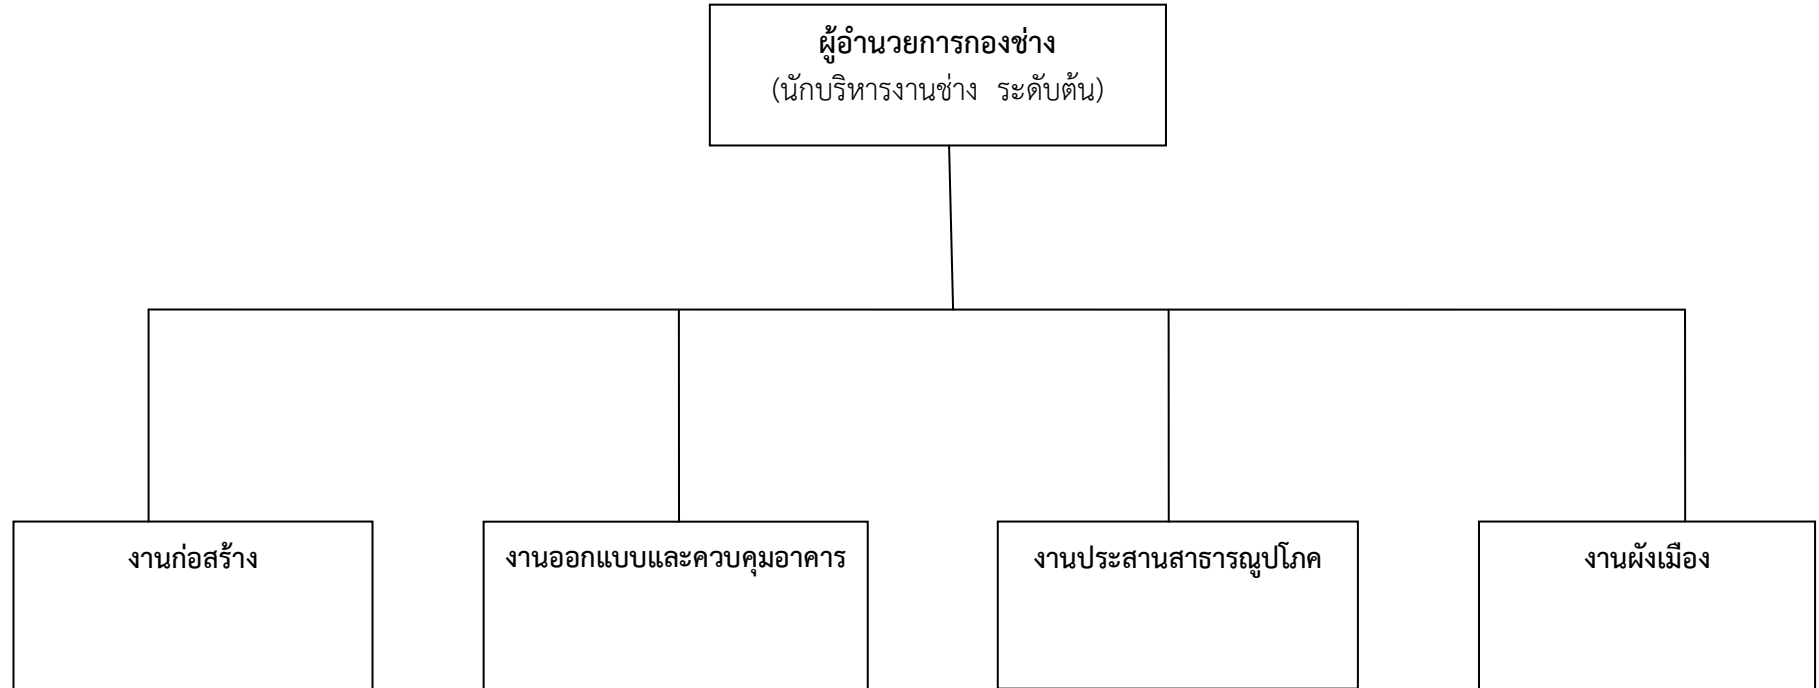 ผู้อำนวยการกองช่าง
(นักบริหารงานช่าง ระดับต้น)
งานก่อสร้าง
งานออกแบบและควบคุมอาคาร
งานประสานสาธารณูปโภค
งานผังเมือง